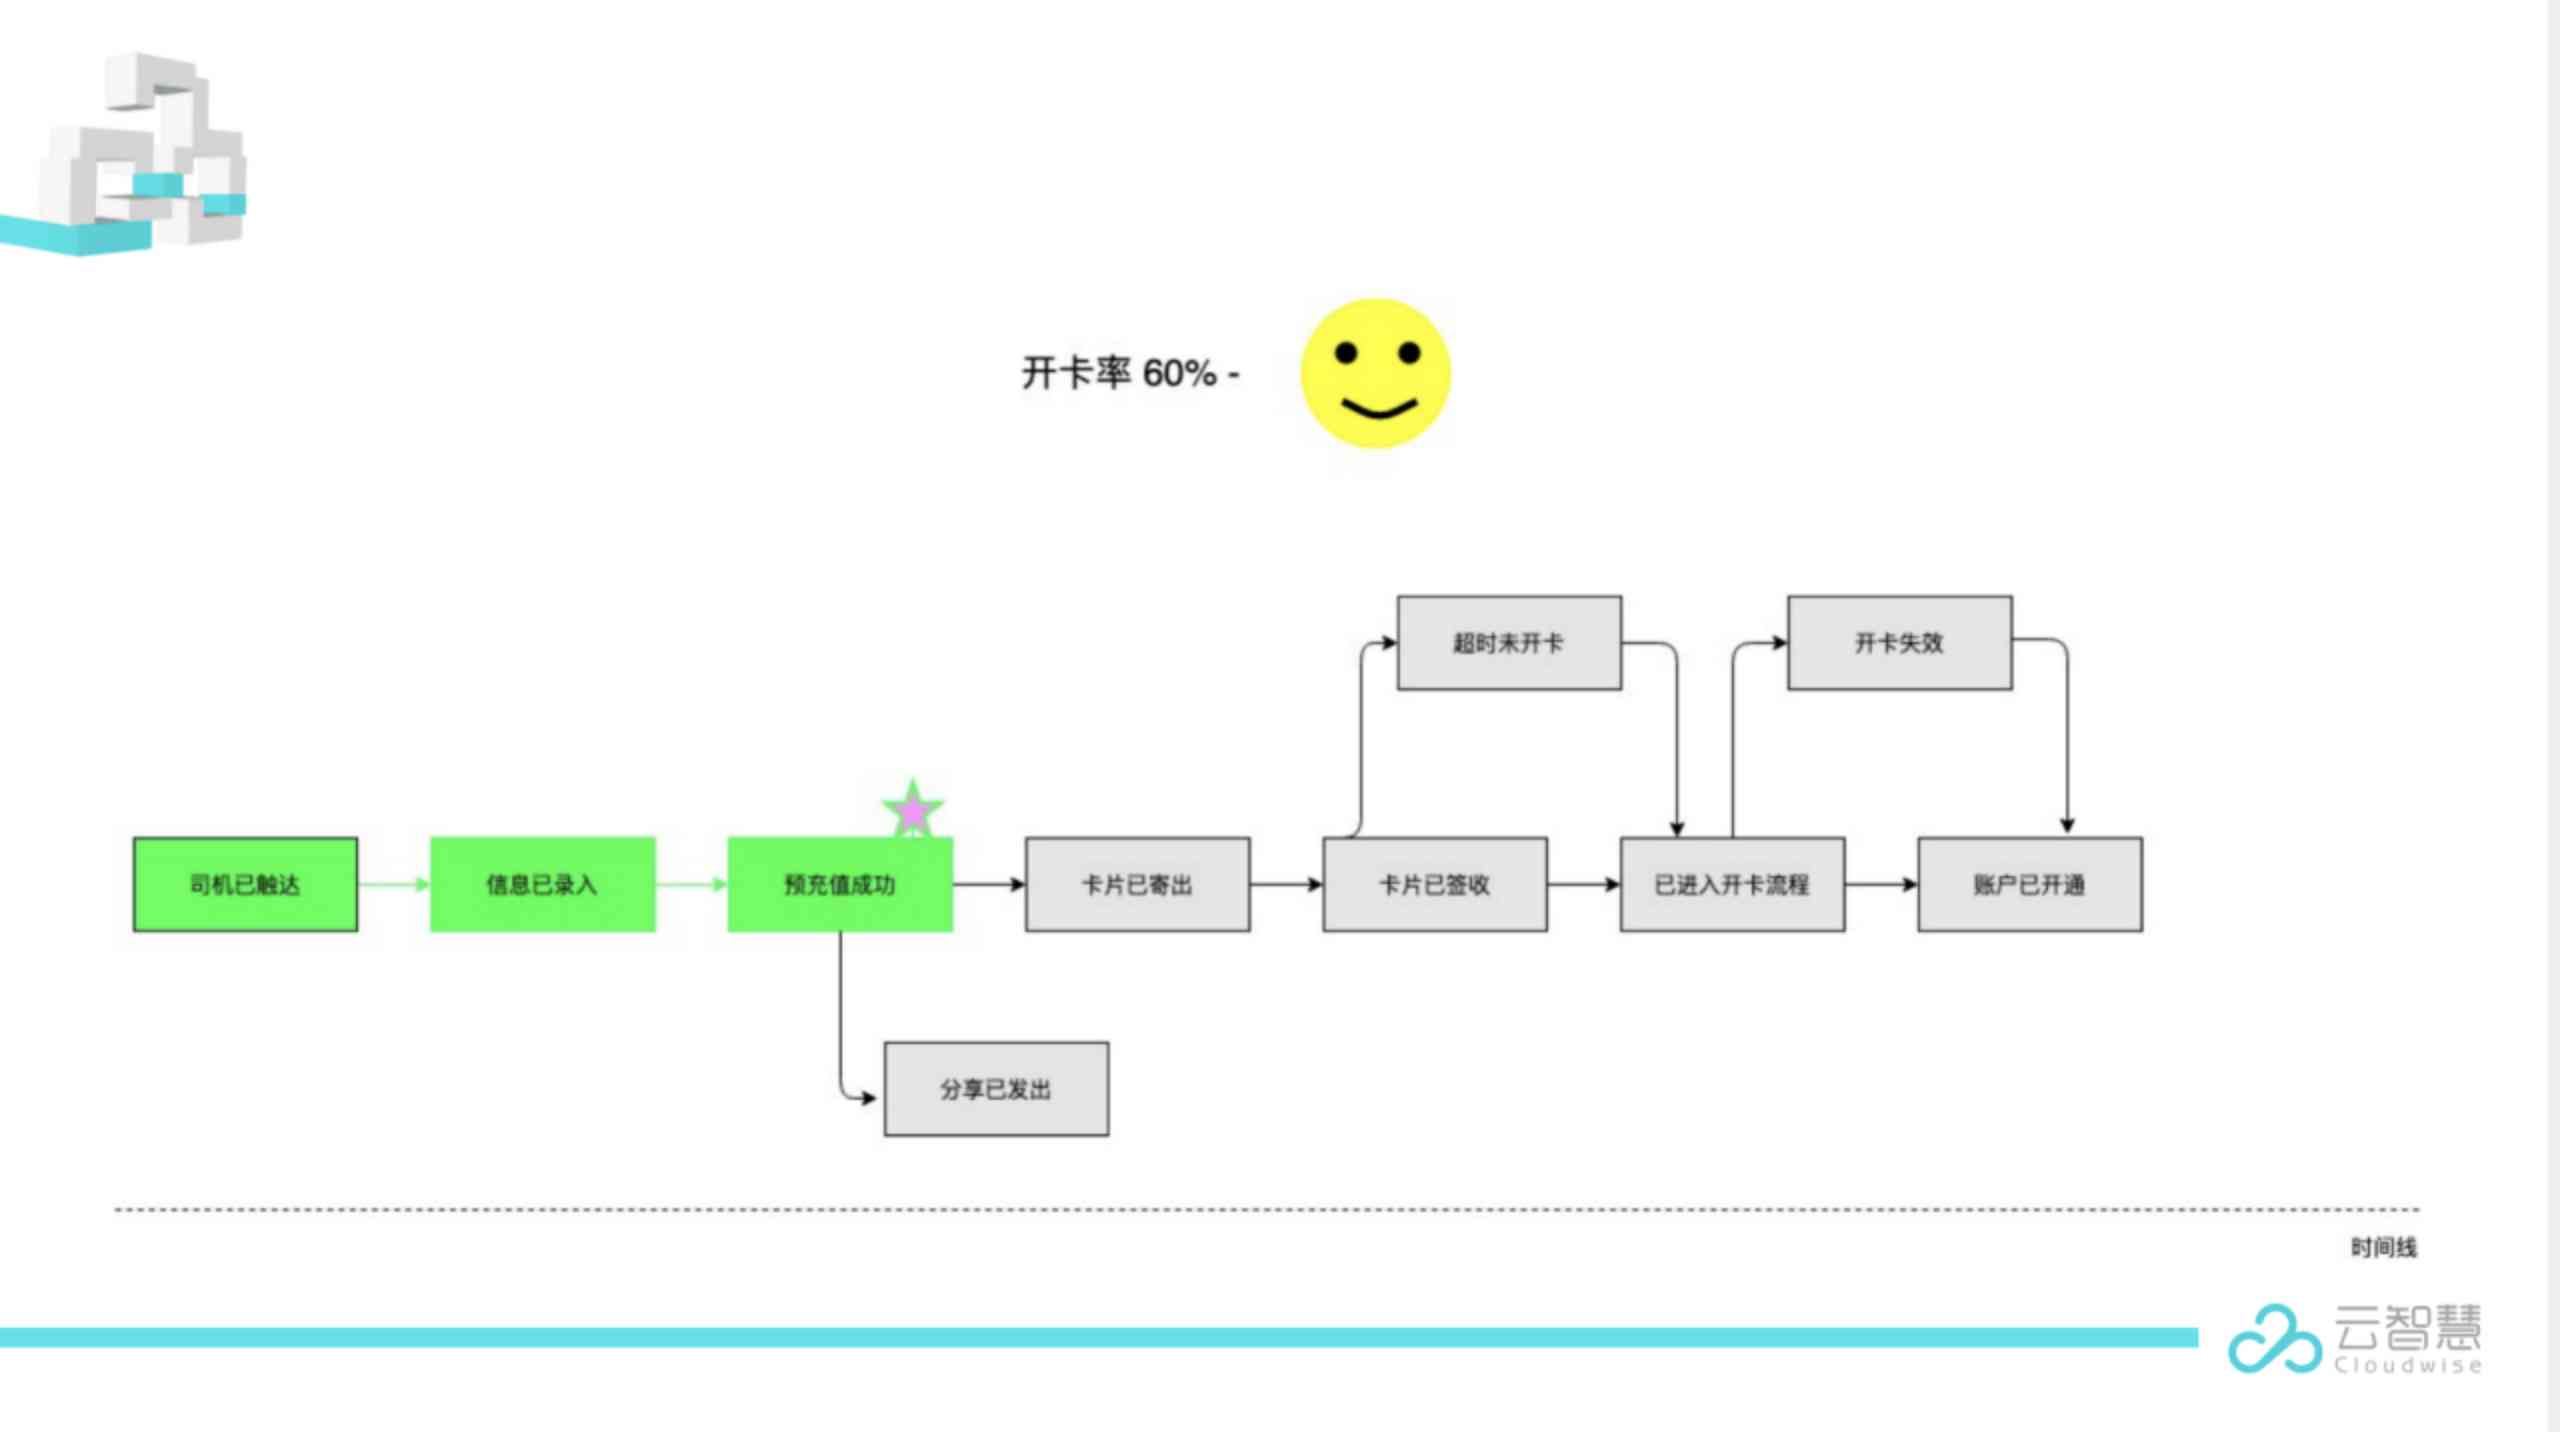 开卡率 60% -
超时未开卡
开卡失效
司机已触达
信息已录入
预充值成功
卡片已寄出
卡片已签收
已进入开卡流程
账户已开通
分享已发出
时间线
云智慧
Cloudwise